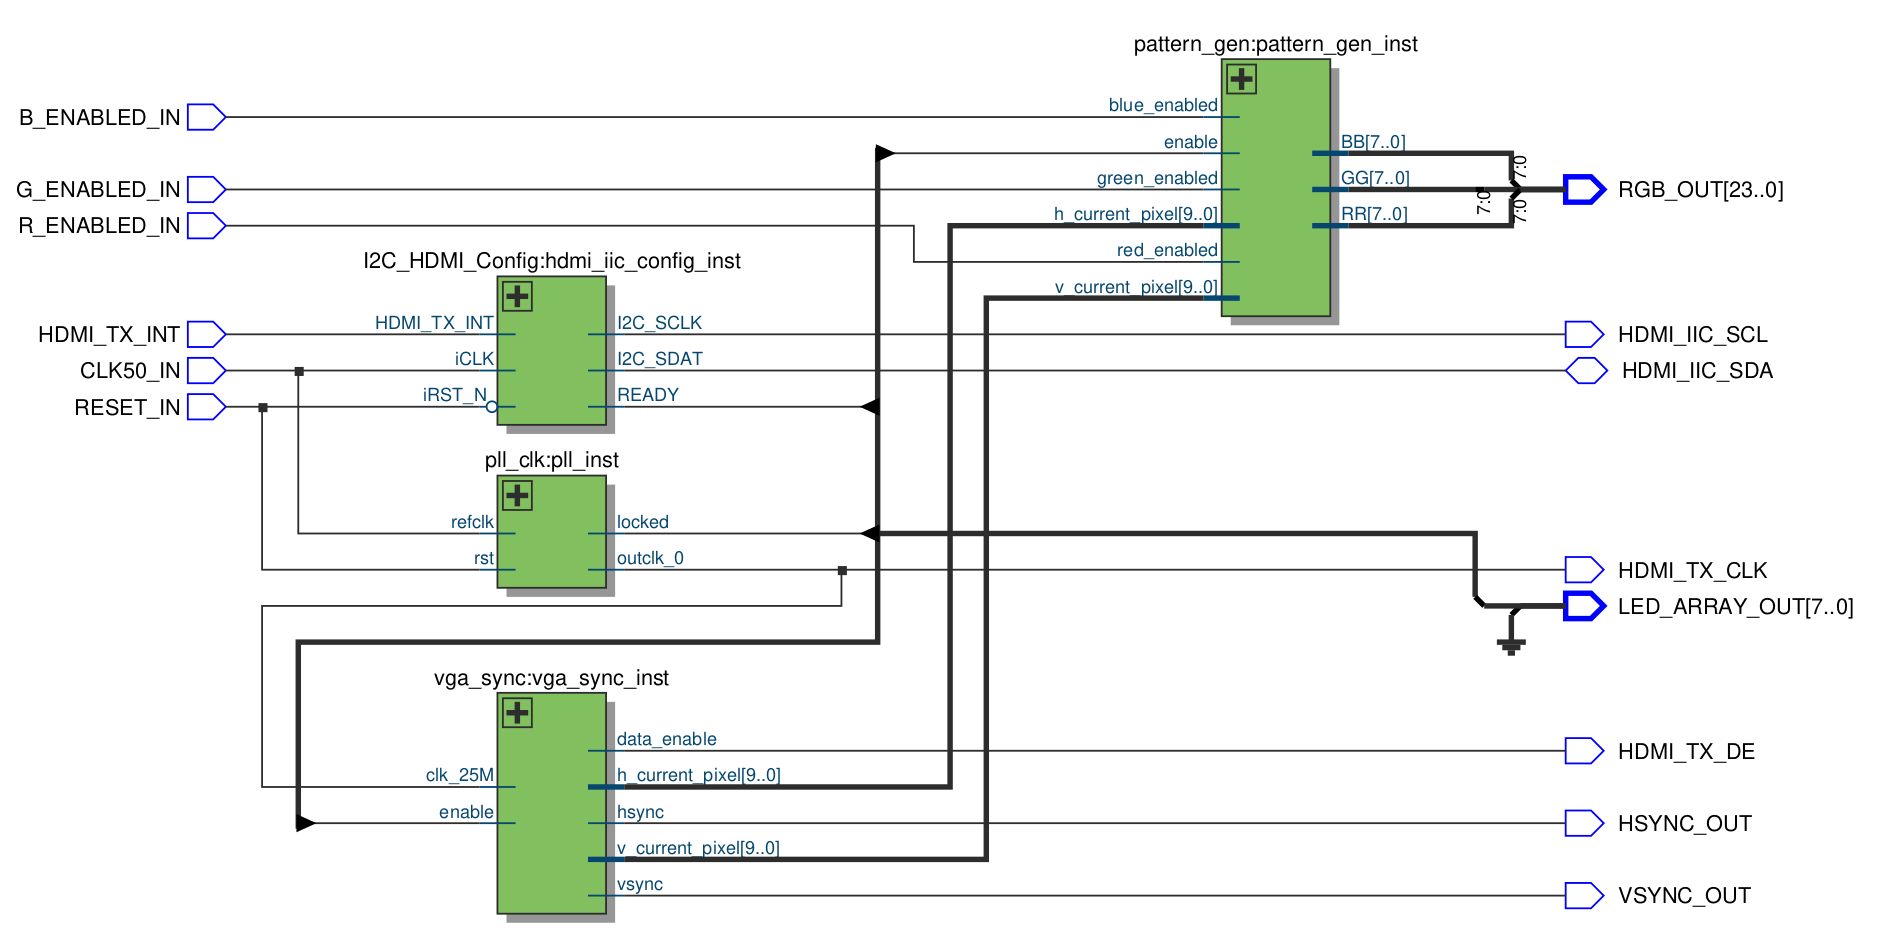 pattern_gen:pattern_gen_inst
B_ENABLED_IN
blue_enabled
enable
BB[7..0]
7:0
G_ENABLED_IN
green_enabled
GG[7..0]
RGB_OUT[23..0]
7:0
7:0
R_ENABLED_IN
h_current_pixel[9..0]
RR[7..0]
red_enabled
v_current_pixel[9..0]
I2C_HDMI_Config:hdmi_iic_config_inst
HDMI_TX_INT
HDMI_TX_INT
I2C_SCLK
HDMI_IIC_SCL
CLK50_IN
iCLK
I2C_SDAT
HDMI_IIC_SDA
RESET_IN
iRST_N
READY
pll_clk:pll_inst
refclk
locked
rst
outclk_0
HDMI_TX_CLK
LED_ARRAY_OUT[7..0]
vga_sync:vga_sync_inst
data_enable
HDMI_TX_DE
clk_25M
h_current_pixel[9..0]
enable
hsync
HSYNC_OUT
v_current_pixel[9..0]
vsync
VSYNC_OUT